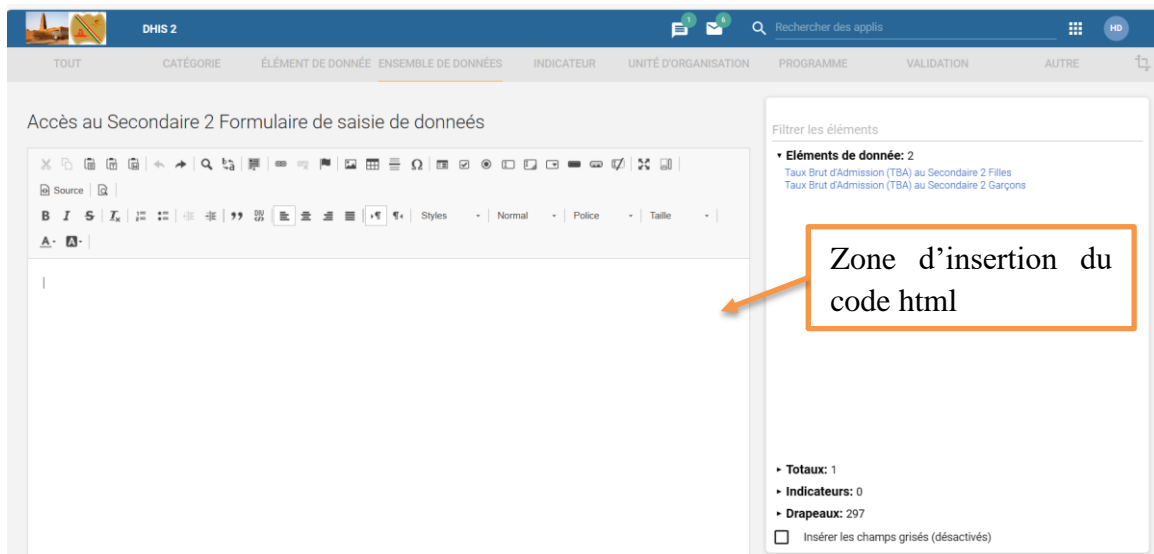 DHIS 2
1
6
Rechercher des applis
HD
TOUT CATÉGORIE ÉLÉMENT DE DONNÉE ENSEMBLE DE DONNÉES INDICATEUR UNITÉ D'ORGANISATION PROGRAMME VALIDATION AUTRE
Accès au Secondaire 2 Formulaire de saisie de donneés
Source
B I S Ix Styles Normal Police Taille
A A
Filtrer les éléments
Eléments de donnée: 2
Taux Brut d'Admission (TBA) au Secondaire 2 Filles
Taux Brut d'Admission (TBA) au Secondaire 2 Garçons
Zone d'insertion du
code html
Totaux: 1
Indicateurs: 0
Drapeaux: 297
Insérer les champs grisés (désactivés)